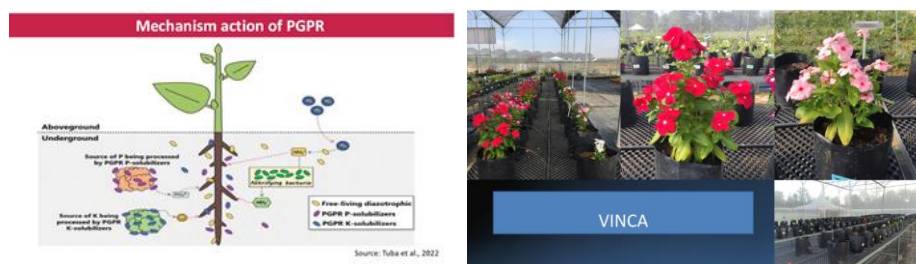 Mechanism action of PGPR
Aboveground
Underground
Source of P being processed
by PGPR P-solubilizers
Nitrifying bacteria
Source of K being
processed by PGPR
K-solubilizers
Free-living diazotrophic
PGPR P-solubilizers
PGPR K-solubilizers
Source: Tuba et al., 2022
VINCA